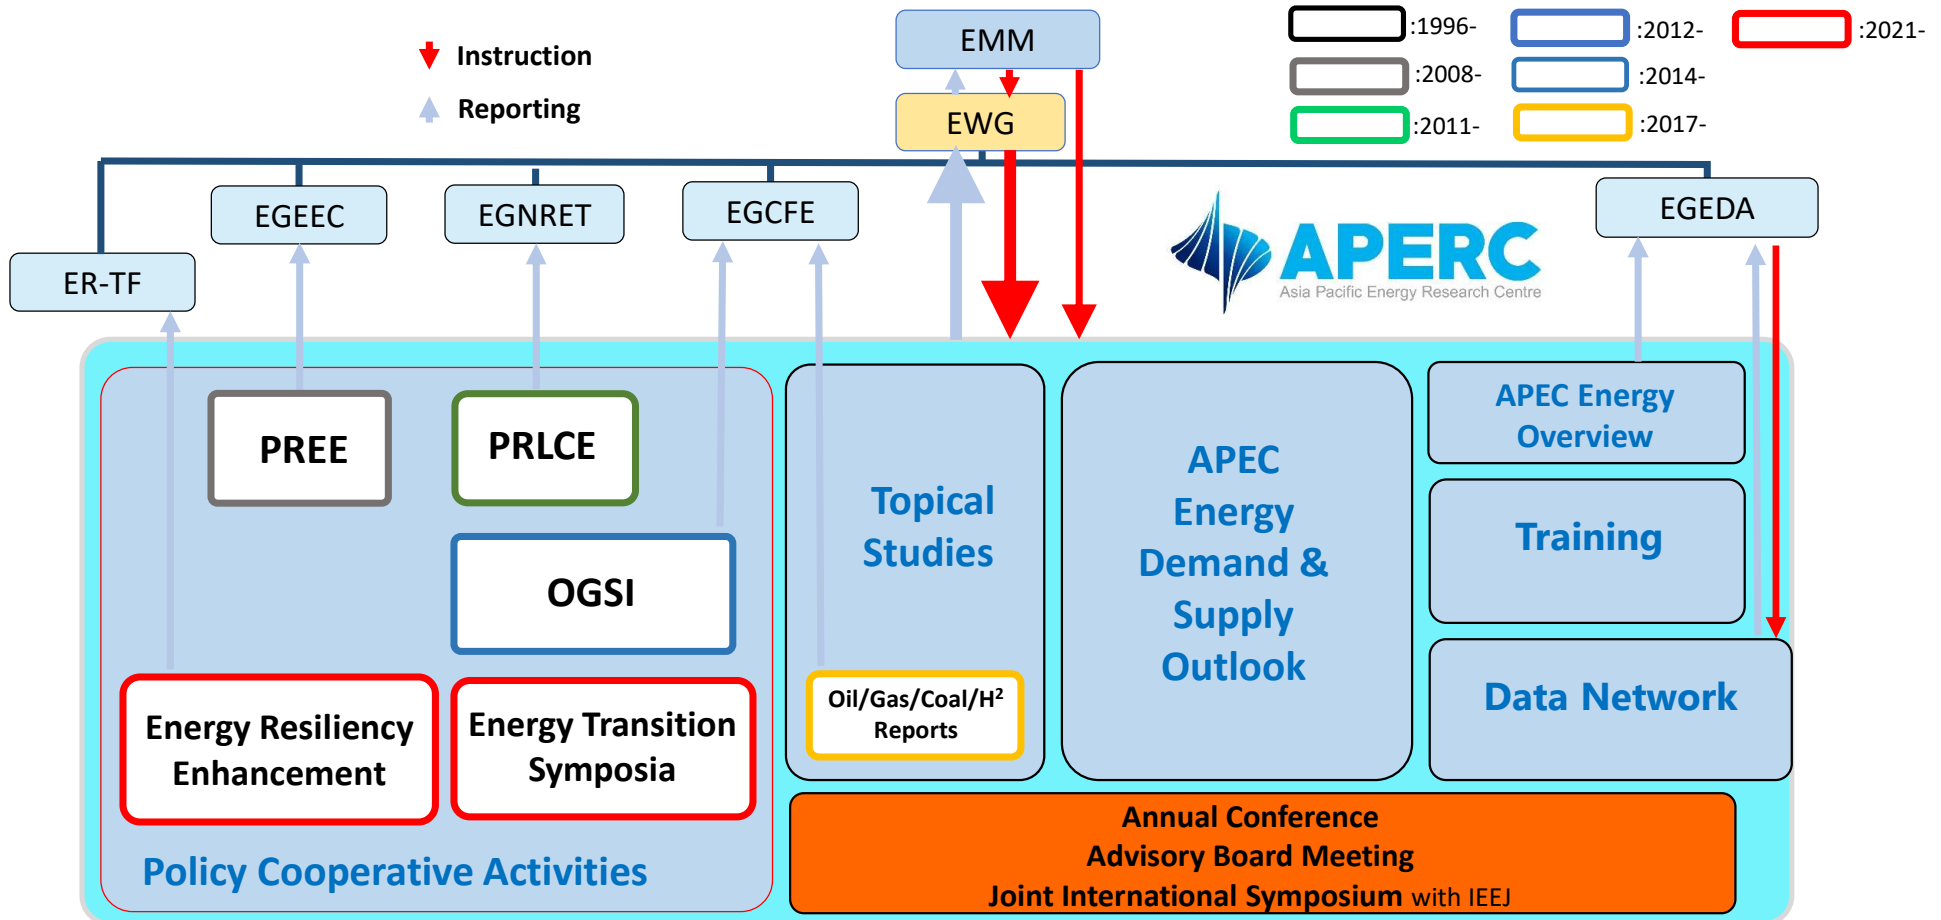 EMM
Instruction
Reporting
EWG
:1996-
:2012-
:2021-
:2008-
:2014-
:2011-
:2017-
EGEEC
EGNRET
EGCFE
EGEDA
ER-TF
APERC
Asia Pacific Energy Research Centre
PREE
PRLCE
OGSI
Energy Resiliency
Enhancement
Energy Transition
Symposia
Policy Cooperative Activities
Topical
Studies
Oil/Gas/Coal/H²
Reports
APEC
Energy
Demand &
Supply
Outlook
APEC Energy
Overview
Training
Data Network
Annual Conference
Advisory Board Meeting
Joint International Symposium with IEEJ